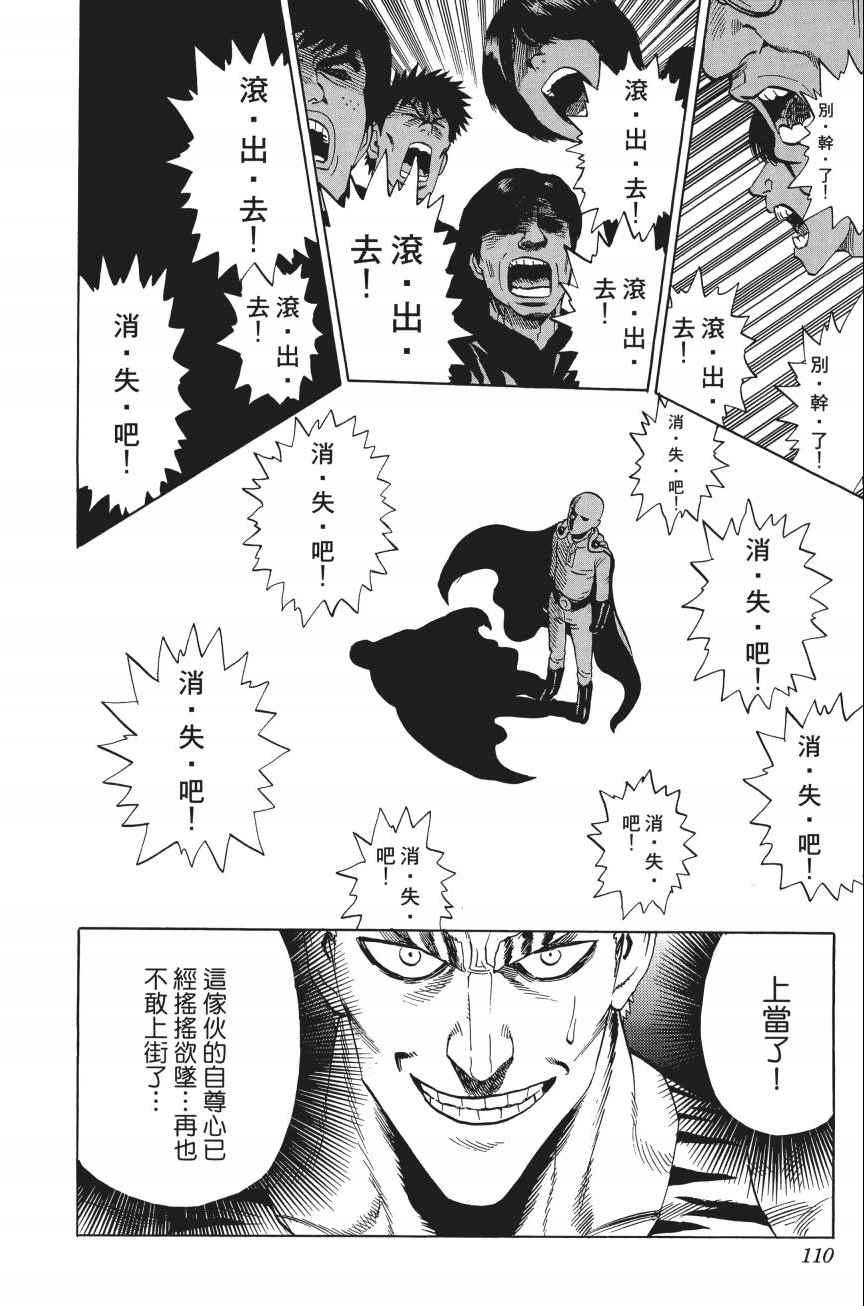 別・幹・了！
滾・出・
去！
別・幹・了！
滾・出・去！
滾・出・
去！
滾・出・
去！
滾・出・去！
滾・出・
去！
消・失・吧！
消・失・吧！
消・失・吧！
消・失・吧！
消・失・吧！
消・失・吧！
消・失・
吧！
消・失・
吧！
上當了！
這傢伙的自尊心已
經搖搖欲墜…再也
不敢上街了…
110